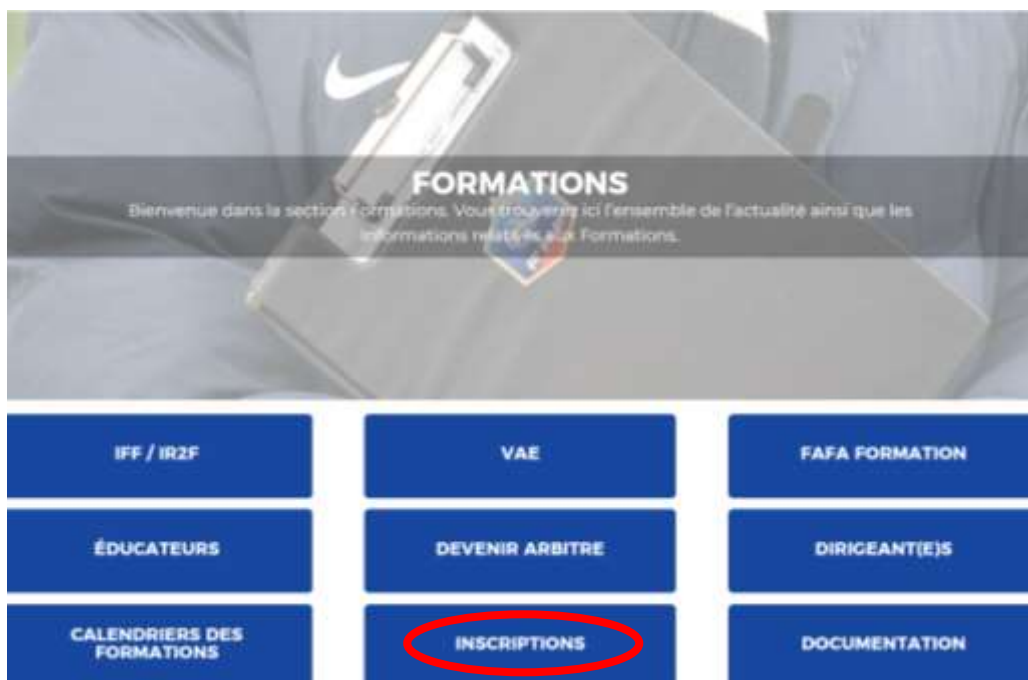 FORMATIONS
Bienvenue dans la section Formations. Vous trouverez ici l'ensemble de l'actualité ainsi que les
informations relatives aux Formations.
IFF / IR2F
VAE
FAFA FORMATION
ÉDUCATEURS
DEVENIR ARBITRE
DIRIGEANT(E)S
CALENDRIERS DES
FORMATIONS
INSCRIPTIONS
DOCUMENTATION